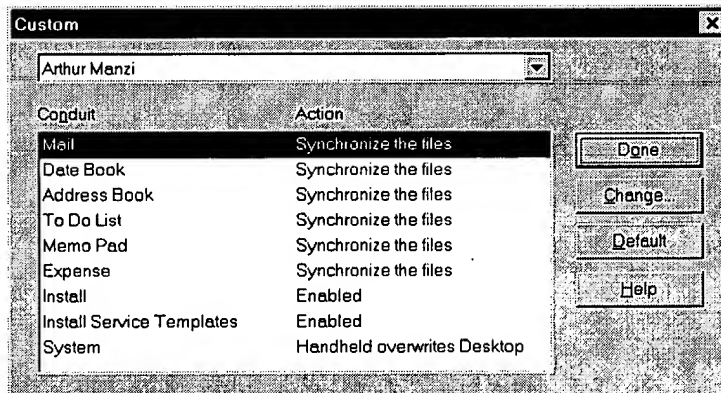 Custom
Arthur Manzi
Conduit Action
Mail Synchronize the files
Done
Date Book Synchronize the files
Address Book Synchronize the files
Change...
To Do List Synchronize the files
Memo Pad Synchronize the files
Default
Expense Synchronize the files
Install Enabled
Help
Install Service Templates Enabled
System Handheld overwrites Desktop